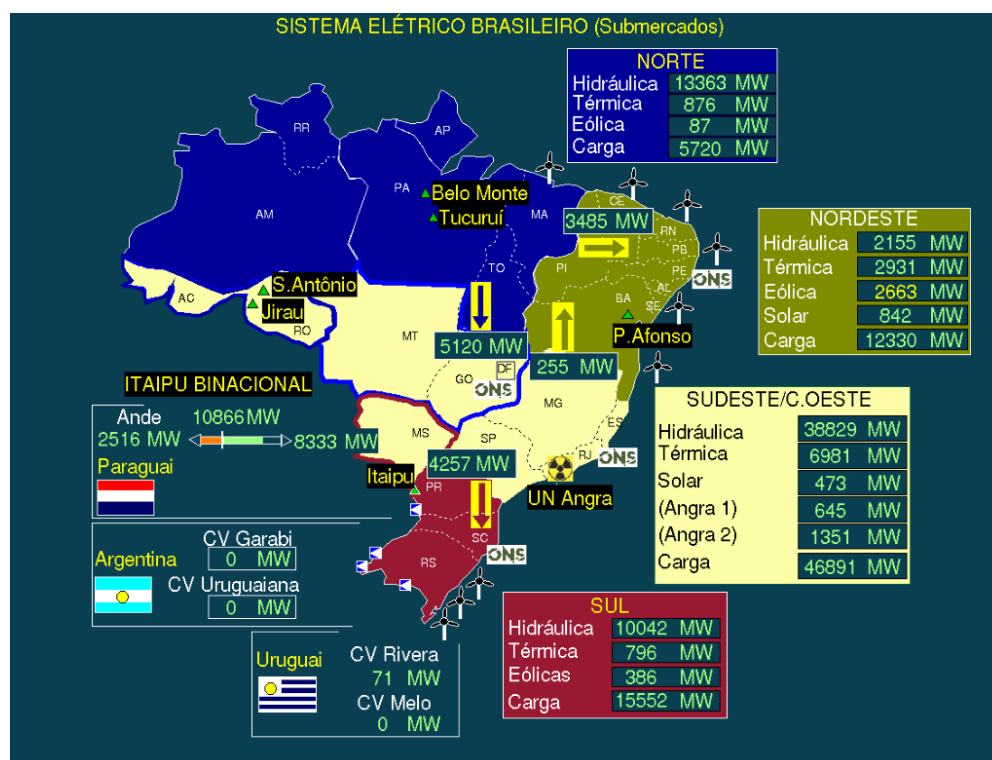 SISTEMA ELÉTRICO BRASILEIRO (Submercados)
NORTE
Hidráulica 13363 MW
Térmica 876 MW
Eólica 87 MW
Carga 5720 MW
RR
AP
AM
PA
Belo Monte
Tucuruí
MA
CE
3485 MW
RN
PB
PI
PE
AL
SE
BA
TO
ONS
P.Afonso
NORDESTE
Hidráulica 2155 MW
Térmica 2931 MW
Eólica 2663 MW
Solar 842 MW
Carga 12330 MW
AC
S.Antônio
Jirau
RO
MT
5120 MW
255 MW
GO
DF
ONS
MG
ES
MS
SP
RJ
ONS
UN Angra
ITAIPU BINACIONAL
Ande 10866MW
2516 MW 8333 MW
Paraguai
Itaipu
4257 MW
PR
SC
RS
ONS
SUDESTE/C.OESTE
Hidráulica 38829 MW
Térmica 6981 MW
Solar 473 MW
(Angra 1) 645 MW
(Angra 2) 1351 MW
Carga 46891 MW
Argentina
CV Garabi
0 MW
CV Uruguaiana
0 MW
Uruguai
CV Rivera
71 MW
CV Melo
0 MW
SUL
Hidráulica 10042 MW
Térmica 796 MW
Eólicas 386 MW
Carga 15552 MW